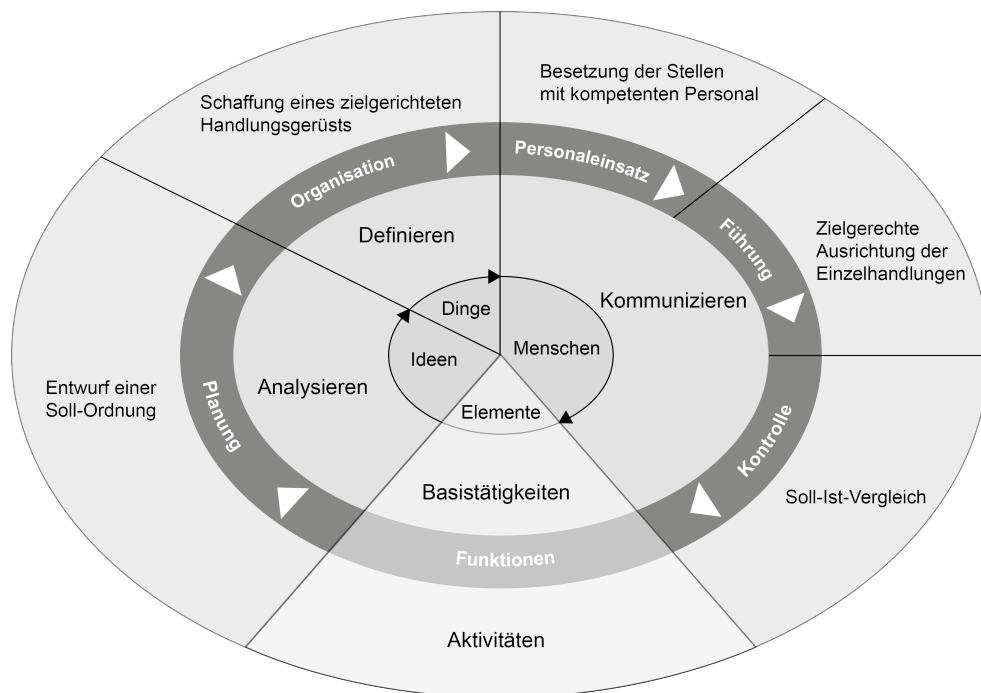 Besetzung der Stellen
mit kompetenten Personal
Schaffung eines zielgerichteten
Handlungsgerüsts
Organisation
Personaleinsatz
Führung
Zielgerechte
Ausrichtung der
Einzelhandlungen
Definieren
Kommunizieren
Dinge
Menschen
Ideen
Analysieren
Entwurf einer
Soll-Ordnung
Planung
Elemente
Kontrolle
Basistätigkeiten
Soll-Ist-Vergleich
Funktionen
Aktivitäten